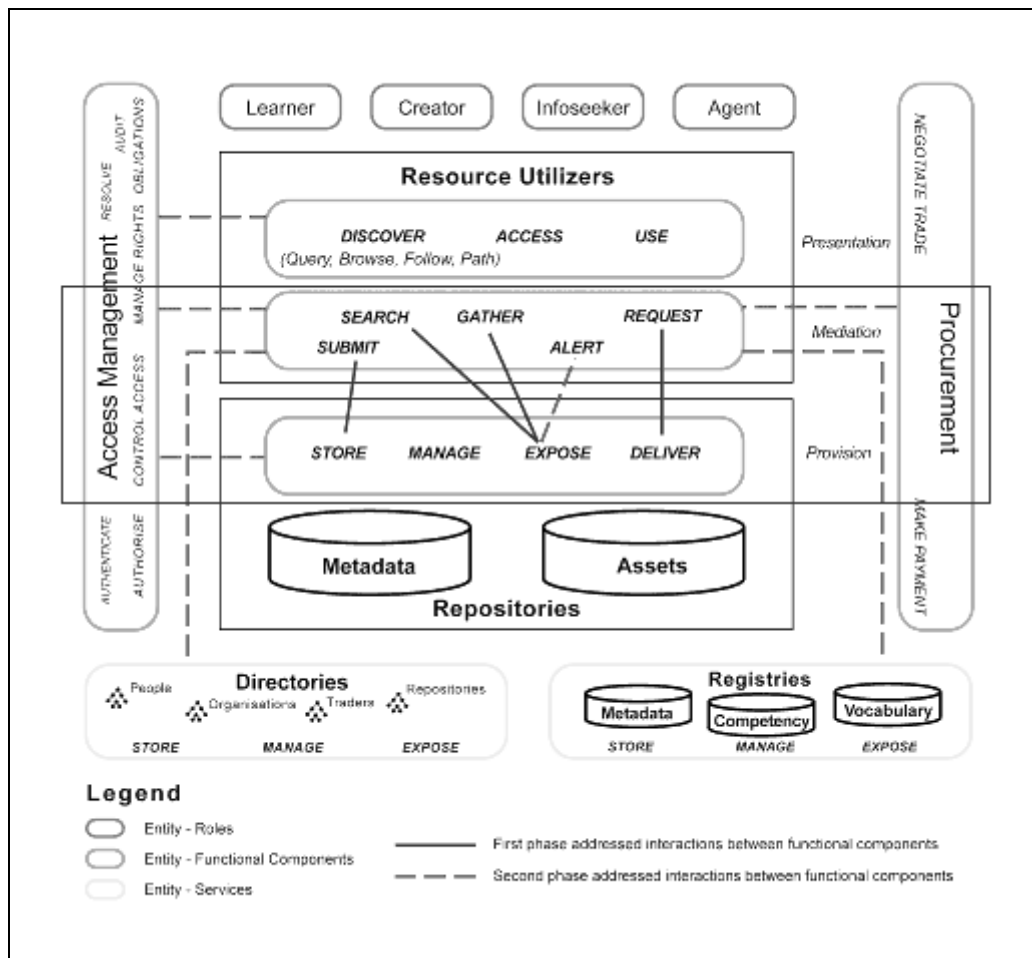 Learner
Creator
Infoseeker
Agent
Access Management
AUDIT
RESOLVE OBLIGATIONS
MANAGE RIGHTS
CONTROL ACCESS
AUTHENTICATE
AUTHORISE
Resource Utilizers
DISCOVER ACCESS USE
(Query, Browse, Follow, Path)
Presentation
SEARCH GATHER REQUEST
SUBMIT ALERT
Mediation
STORE MANAGE EXPOSE DELIVER
Provision
Metadata
Assets
Repositories
NEGOTIATE TRADE
Procurement
MAKE PAYMENT
Directories
People
Organisations
Traders
Repositories
STORE MANAGE EXPOSE
Registries
Metadata
Competency
Vocabulary
STORE MANAGE EXPOSE
Legend
Entity - Roles
Entity - Functional Components
Entity - Services
First phase addressed interactions between functional components
Second phase addressed interactions between functional components